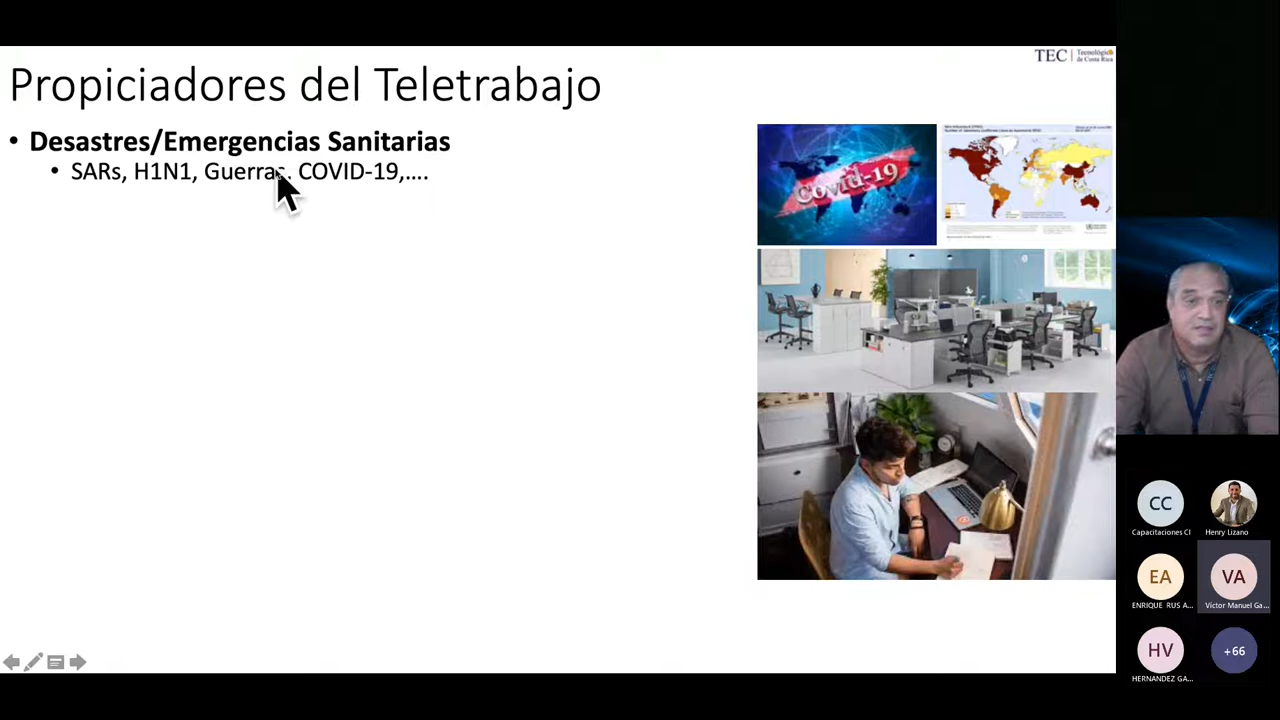 TEC | Tecnológico
de Costa Rica
Propiciadores del Teletrabajo
• Desastres/Emergencias Sanitarias
• SARs, H1N1, Guerras, COVID-19,....
Covid-19
CC
Capacitaciones CI
Henry Lizano
EA
ENRIQUE RUS A...
VA
Víctor Manuel Ga...
HV
HERNANDEZ GA...
+66